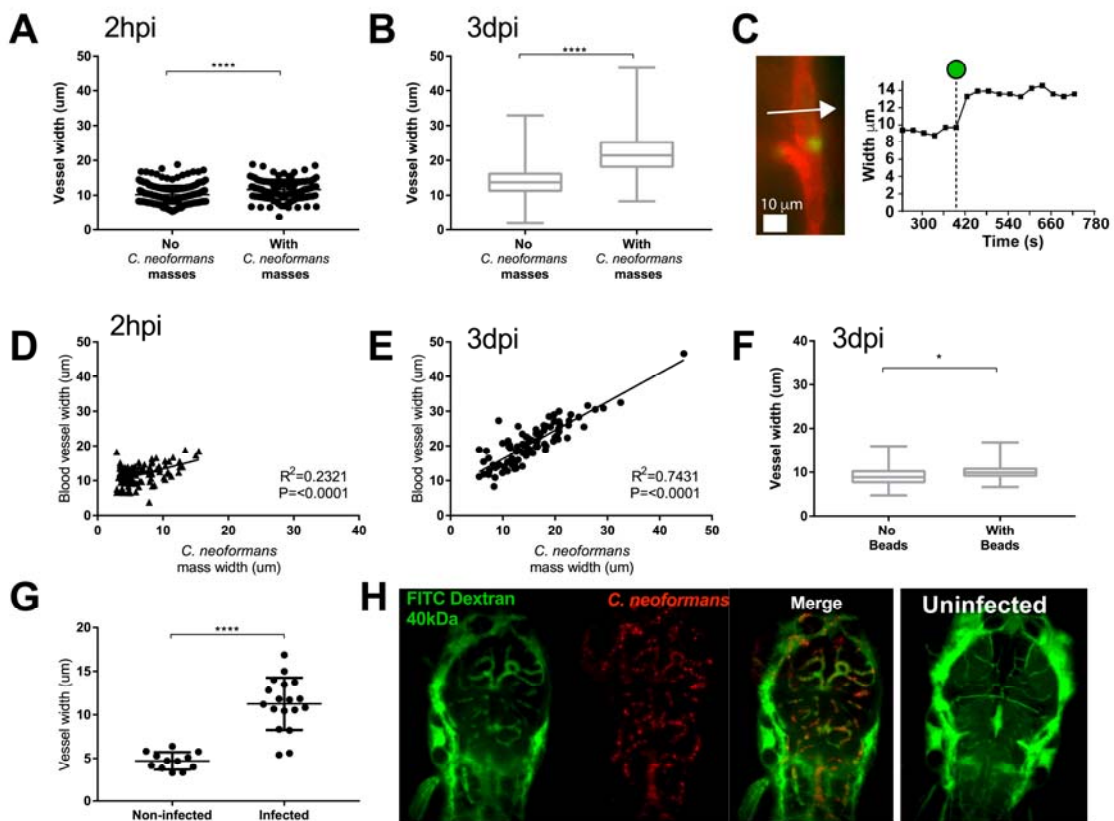 A
2hpi
Vessel width (um)
50
40
30
20
10
0
****
No
C. neoformans
masses
With
C. neoformans
masses
B
3dpi
Vessel width (um)
50
40
30
20
10
0
****
No
C. neoformans
masses
With
C. neoformans
masses
C
10 μm
Width μm
14
12
10
8
6
4
2
0
300
420
540
660
780
Time (s)
D
2hpi
Blood vessel width (um)
50
40
30
20
10
0
0
10
20
30
40
R²=0.2321
P=<0.0001
C. neoformans
mass width (um)
E
3dpi
Blood vessel width (um)
50
40
30
20
10
0
0
10
20
30
40
50
R²=0.7431
P=<0.0001
C. neoformans
mass width (um)
F
3dpi
Vessel width (um)
40
30
20
10
0
*
No
Beads
With
Beads
G
Vessel width (um)
20
15
10
5
0
****
Non-infected
Infected
H
FITC Dextran
40kDa
C. neoformans
Merge
Uninfected